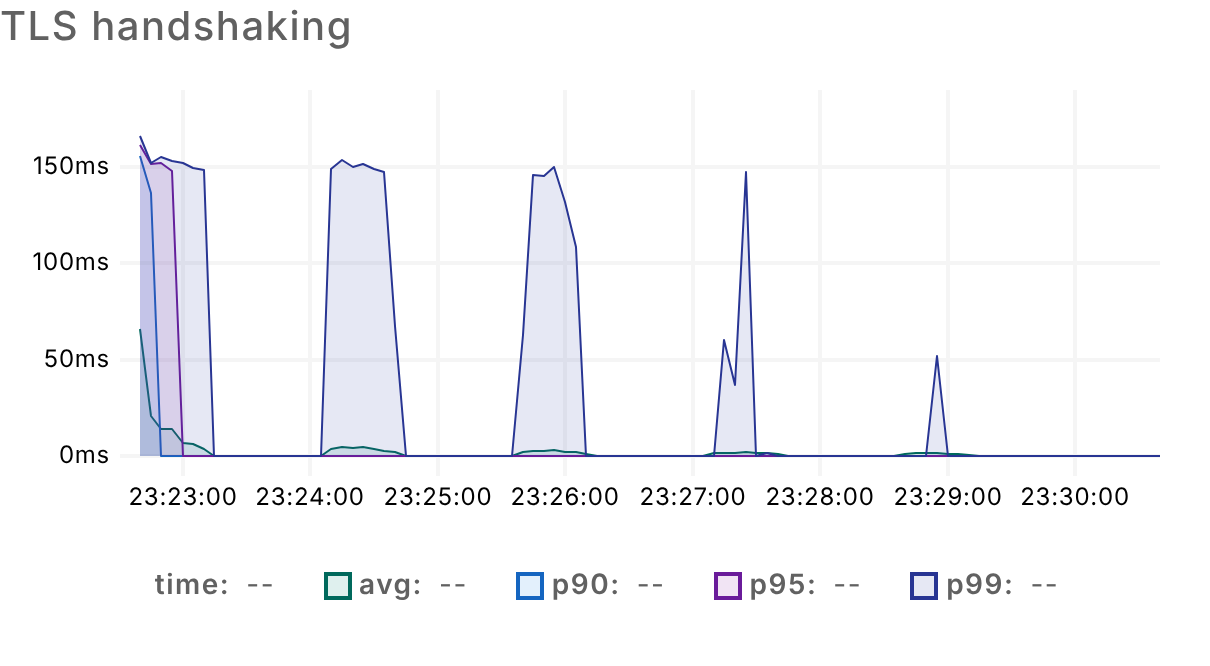 TLS handshaking
150ms
100ms
50ms
0ms
23:23:00 23:24:00 23:25:00 23:26:00 23:27:00 23:28:00 23:29:00 23:30:00
time: -- avg: -- p90: -- p95: -- p99: --